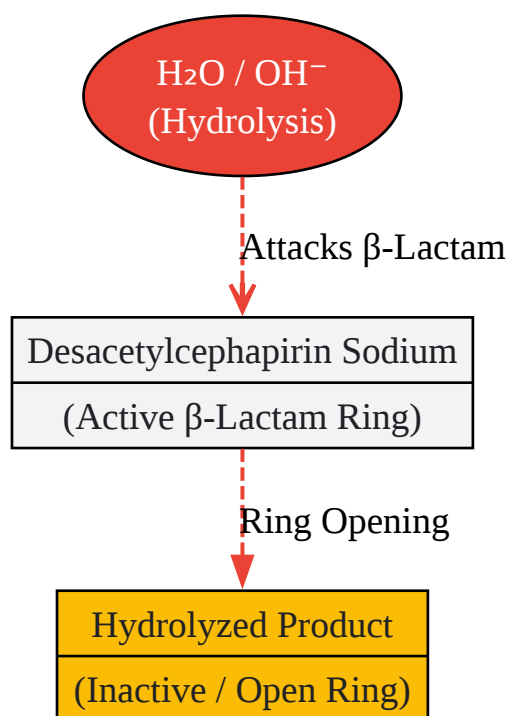 H₂O / OH⁻
(Hydrolysis)
Attacks β-Lactam
Desacetylcephapirin Sodium
(Active β-Lactam Ring)
Ring Opening
Hydrolyzed Product
(Inactive / Open Ring)